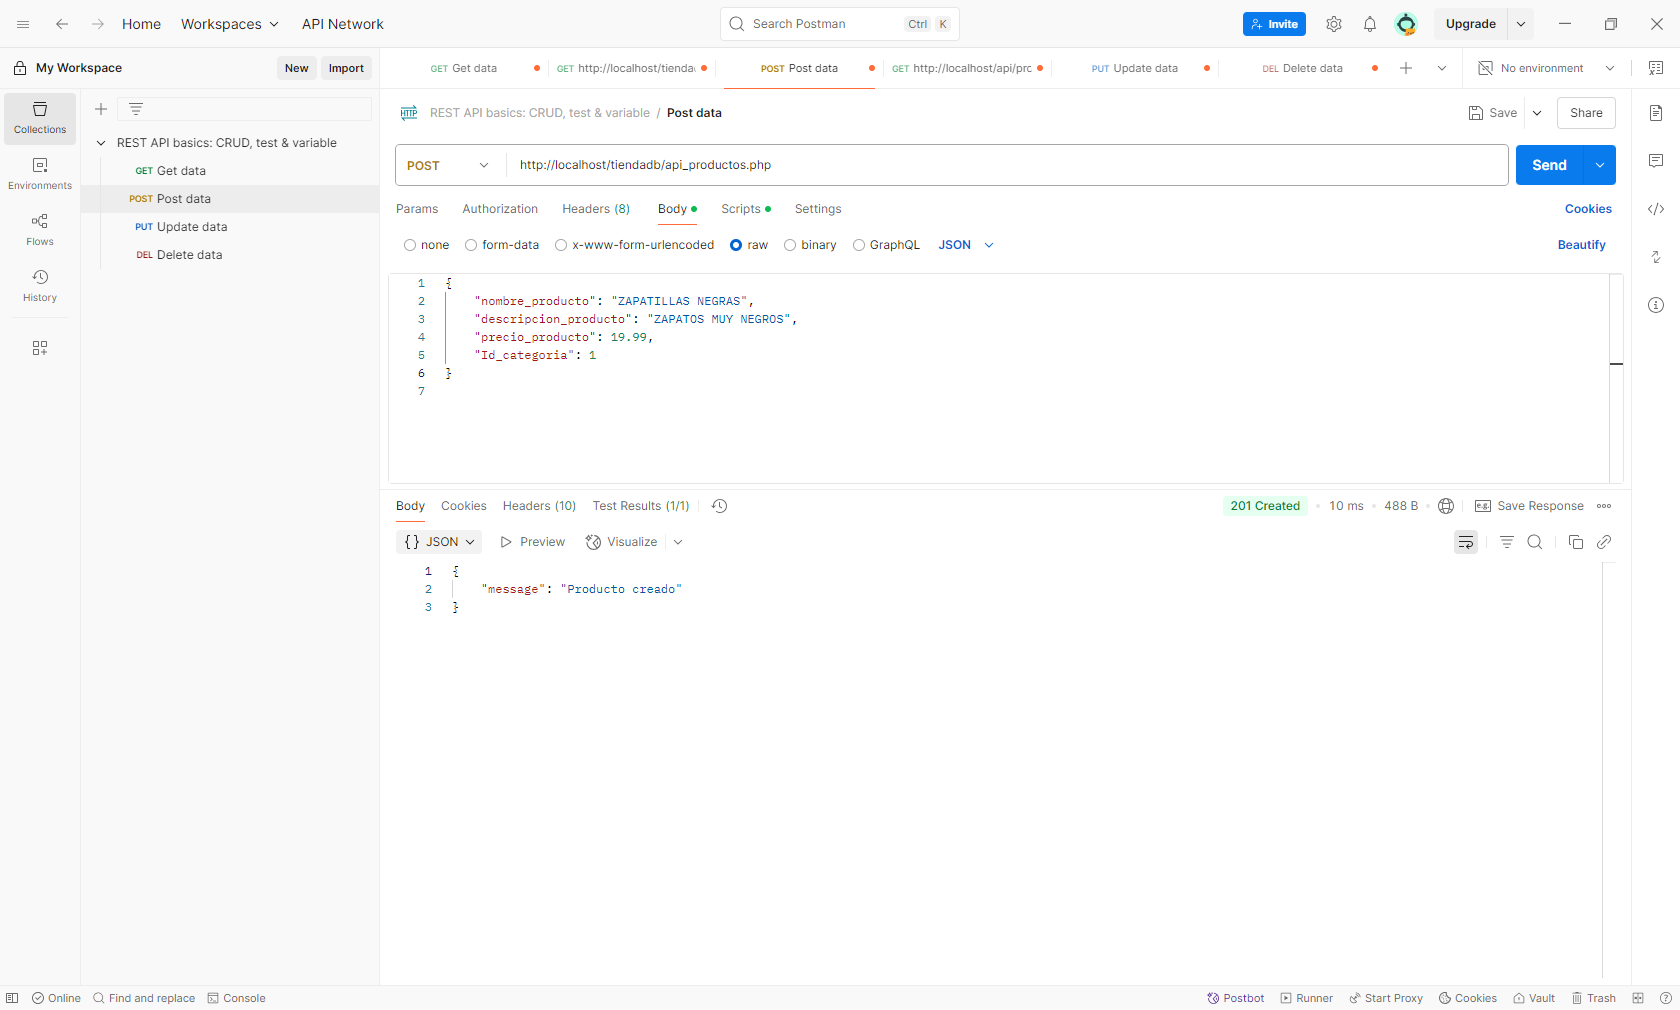 Home Workspaces API Network Search Postman Ctrl K Invite Upgrade
My Workspace New Import GET Get data GET http://localhost/tienda POST Post data GET http://localhost/api/prc PUT Update data DEL Delete data No environment
HTTP REST API basics: CRUD, test & variable / Post data Save Share
Collections
Environments
Flows
History
REST API basics: CRUD, test & variable
GET Get data
POST Post data
PUT Update data
DEL Delete data
POST http://localhost/tiendadb/api_productos.php Send
Params Authorization Headers (8) Body Scripts Settings Cookies
none form-data x-www-form-urlencoded raw binary GraphQL JSON Beautify
1 {
2 "nombre_producto": "ZAPATILLAS NEGRAS",
3 "descripcion_producto": "ZAPATOS MUY NEGROS",
4 "precio_producto": 19.99,
5 "Id_categoria": 1
6 }
7
Body Cookies Headers (10) Test Results (1/1) 201 Created 10 ms 488 B e.g. Save Response
{} JSON Preview Visualize
1 {
2 "message": "Producto creado"
3 }
Online Find and replace Console Postbot Runner Start Proxy Cookies Vault Trash